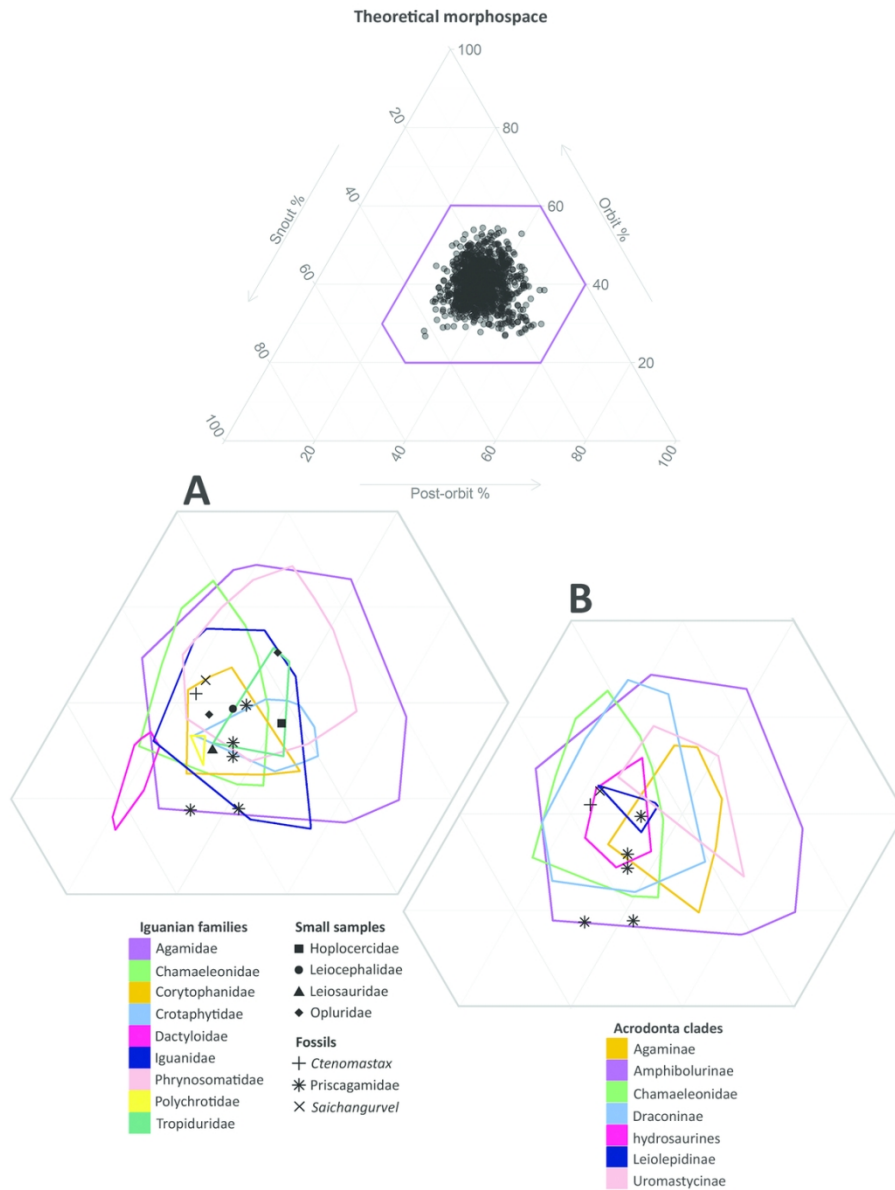 Theoretical morphospace
100
20
80
40
60
Snout %
Orbit %
60
40
80
20
100
20
40
60
80
100
Post-orbit %
A
B
Iguanian families
Agamidae
Chamaeleonidae
Corytophanidae
Crotaphytidae
Dactyloidae
Iguanidae
Phrynosomatidae
Polychrotidae
Tropiduridae
Small samples
Hoplocercidae
Leiocephalidae
Leiosauridae
Opluridae
Fossils
Ctenomastax
Priscagamidae
Saichangurvel
Acrodonta clades
Agaminae
Amphibolurinae
Chamaeleonidae
Draconinae
hydrosaurines
Leiolepidinae
Uromastycinae